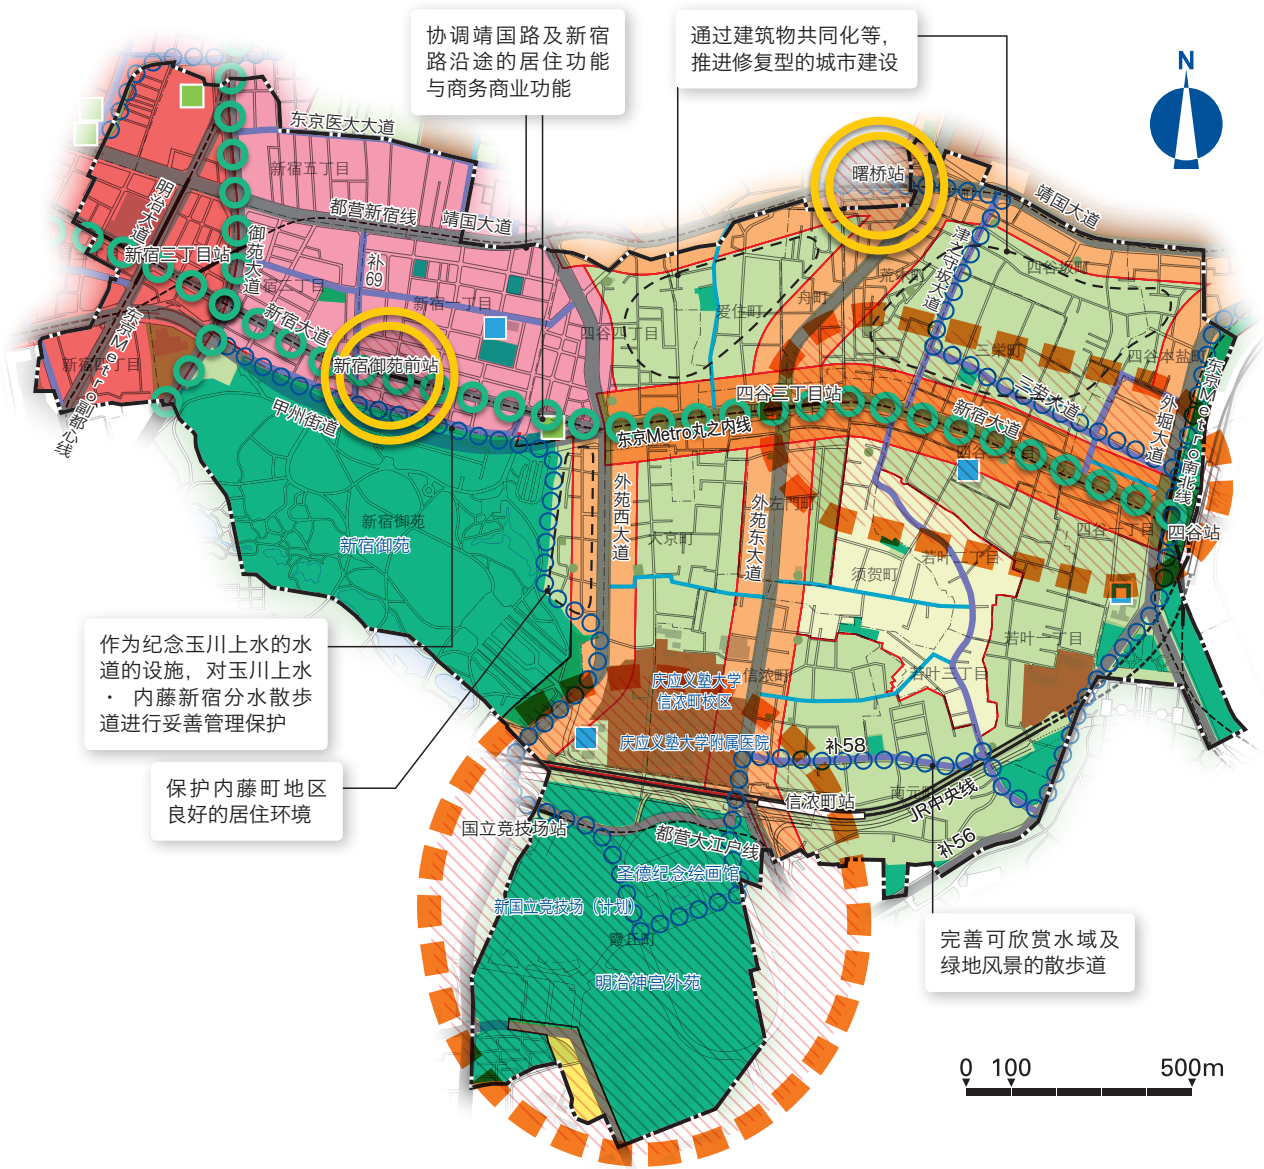 协调靖国路及新宿
路沿途的居住功能
与商务商业功能
通过建筑物共同化等，
推进修复型的城市建设
N
东京医大大道
新宿五丁目
曙桥站
明治大道
都营新宿线
靖国大道
靖国大道
御苑大道
新宿三丁目站
补69
津之守坂大道
荒木町
四谷坂町
新宿二丁目
新宿一丁目
爱住町
舟町
新宿大道
四谷四丁目
三荣町
四谷本盐町
东京Metro副都心线
新宿四丁目
新宿御苑前站
四谷三丁目站
三荣大道
外堀大道
东京Metro南北线
甲州街道
东京Metro丸之内线
新宿大道
四谷二丁目
外苑西大道
外苑东大道
左门町
大京町
四谷一丁目
四谷站
新宿御苑
新宿御苑
须贺町
若叶二丁目
若叶一丁目
若叶三丁目
作为纪念玉川上水的水
道的设施，对玉川上水
· 内藤新宿分水散步
道进行妥善管理保护
庆应义塾大学
信浓町校区
信浓町
庆应义塾大学附属医院
补58
保护内藤町地区
良好的居住环境
信浓町站
南元町
JR中央线
国立竞技场站
都营大江户线
补56
圣德纪念绘画馆
新国立竞技场（计划）
霞丘町
完善可欣赏水域及
绿地风景的散步道
明治神宫外苑
0 100 500m